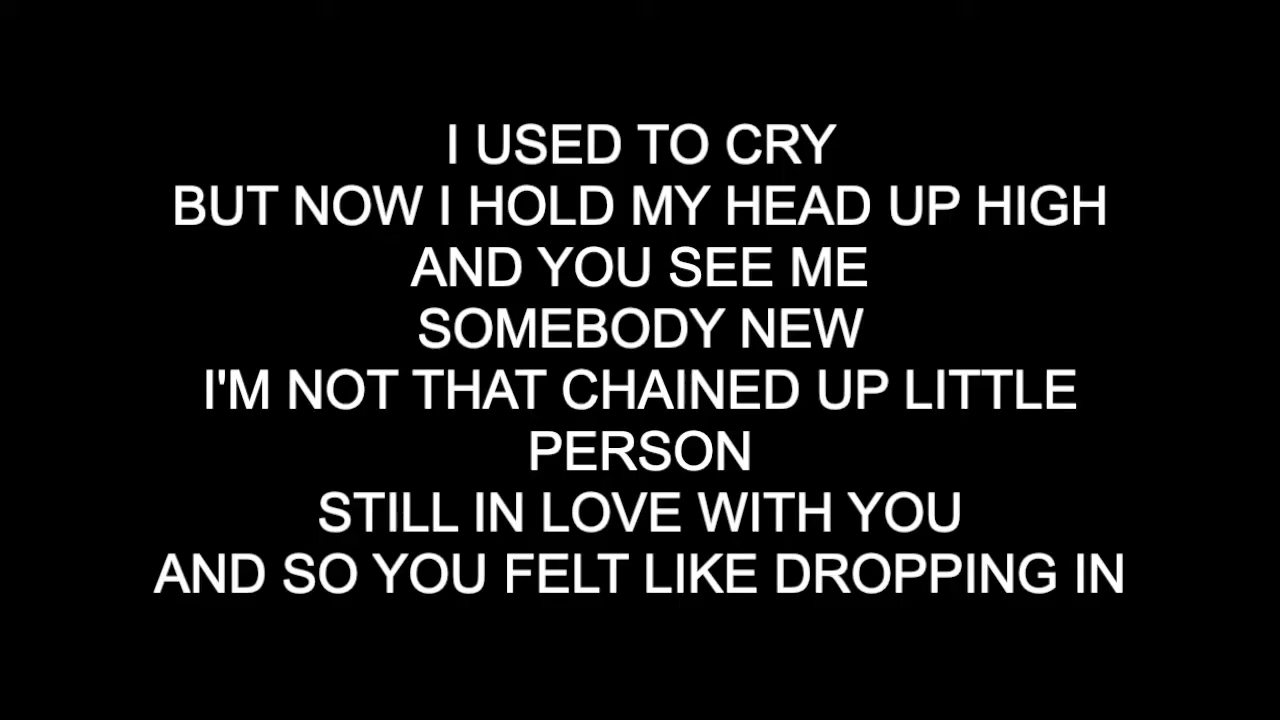 I USED TO CRY
BUT NOW I HOLD MY HEAD UP HIGH
AND YOU SEE ME
SOMEBODY NEW
I'M NOT THAT CHAINED UP LITTLE
PERSON
STILL IN LOVE WITH YOU
AND SO YOU FELT LIKE DROPPING IN